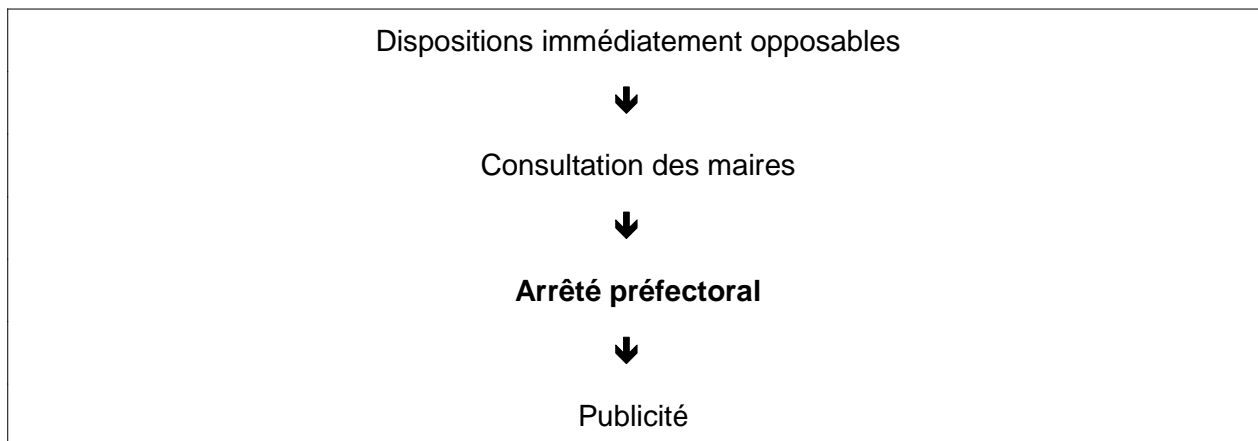 Dispositions immédiatement opposables
🡻
Consultation des maires
🡻
Arrêté préfectoral
🡻
Publicité